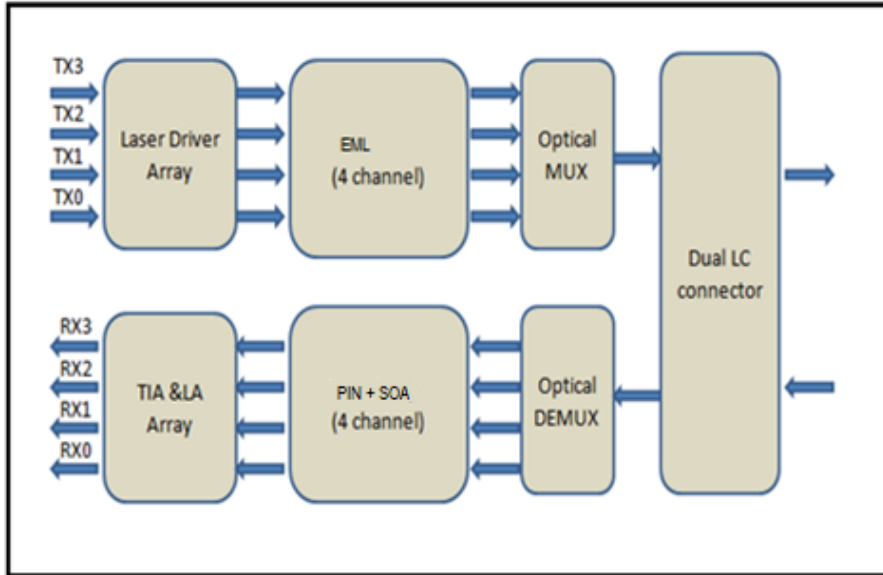 TX3
TX2
TX1
TX0
Laser Driver
Array
EML
(4 channel)
Optical
MUX
Dual LC
connector
RX3
RX2
RX1
RX0
TIA &LA
Array
PIN + SOA
(4 channel)
Optical
DEMUX